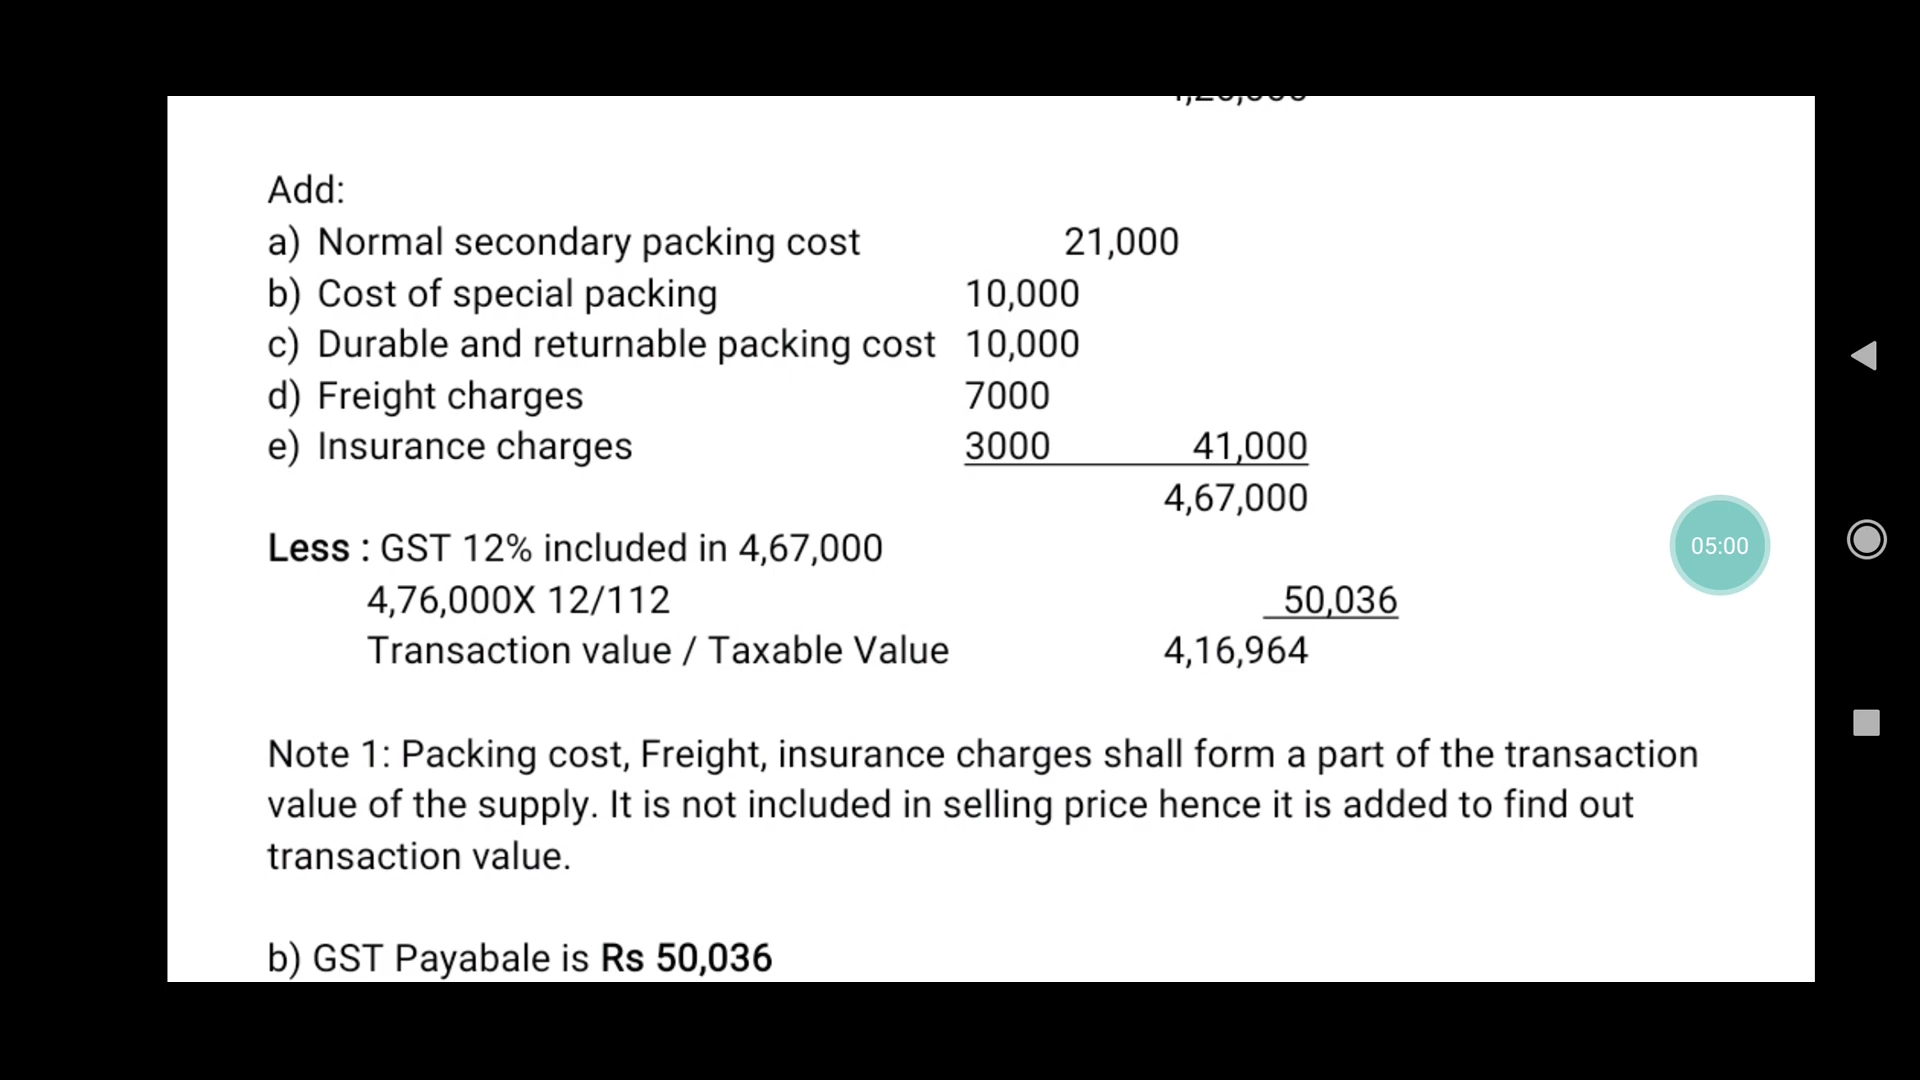 Add:
a) Normal secondary packing cost 21,000
b) Cost of special packing 10,000
c) Durable and returnable packing cost 10,000
d) Freight charges 7000
e) Insurance charges 3000 41,000
4,67,000
Less : GST 12% included in 4,67,000
4,76,000X 12/112 50,036
Transaction value / Taxable Value 4,16,964
05:00
Note 1: Packing cost, Freight, insurance charges shall form a part of the transaction
value of the supply. It is not included in selling price hence it is added to find out
transaction value.
b) GST Payabale is Rs 50,036